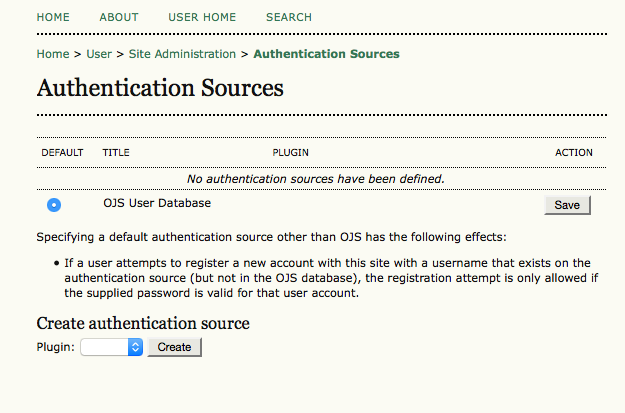 HOME ABOUT USER HOME SEARCH
Home > User > Site Administration > Authentication Sources
Authentication Sources
DEFAULT TITLE PLUGIN ACTION
No authentication sources have been defined.
OJS User Database Save
Specifying a default authentication source other than OJS has the following effects:
• If a user attempts to register a new account with this site with a username that exists on the
authentication source (but not in the OJS database), the registration attempt is only allowed if
the supplied password is valid for that user account.
Create authentication source
Plugin: Create